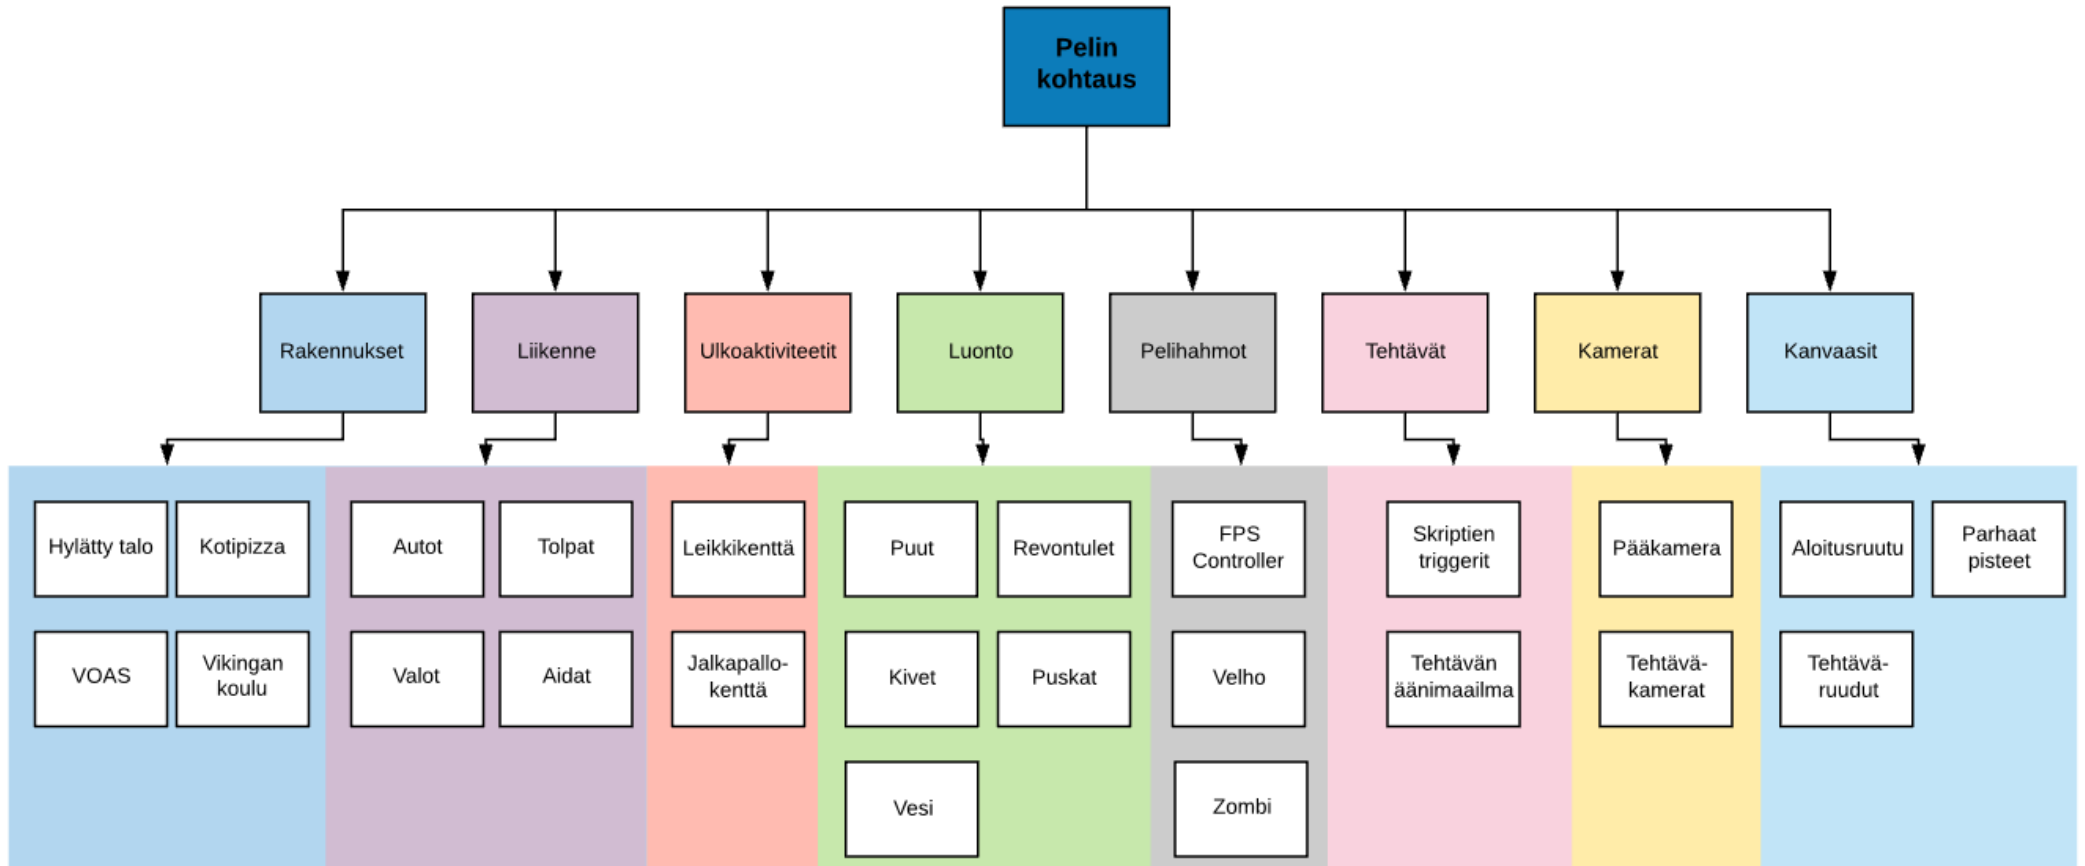 Pelin
kohtaus
Rakennukset
Liikenne
Ulkoaktiviteetit
Luonto
Pelihahmot
Tehtävät
Kamerat
Kanvaasit
Hylätty talo
Kotipizza
VOAS
Vikingan
koulu
Autot
Tolpat
Valot
Aidat
Leikkikenttä
Jalkapallo-
kenttä
Puut
Revontulet
Kivet
Puskat
Vesi
FPS
Controller
Velho
Zombi
Skriptien
triggerit
Tehtävän
äänimaailma
Pääkamera
Tehtävä-
kamerat
Aloitusruutu
Parhaat
pisteet
Tehtävä-
ruudut